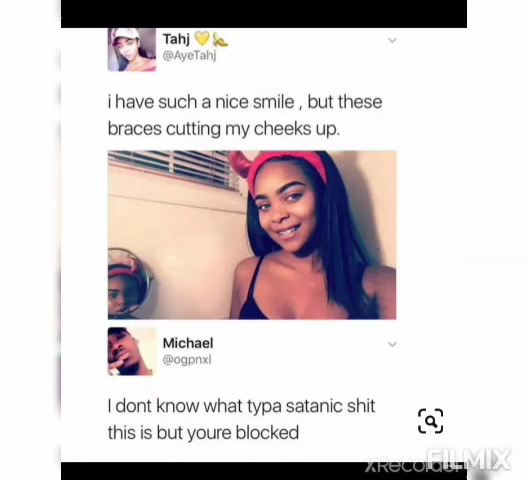 Tahj 💛
@AyeTahj
i have such a nice smile , but these
braces cutting my cheeks up.
Michael
@ogpnxl
I dont know what typa satanic shit
this is but youre blocked
XRecorder
FILMIX